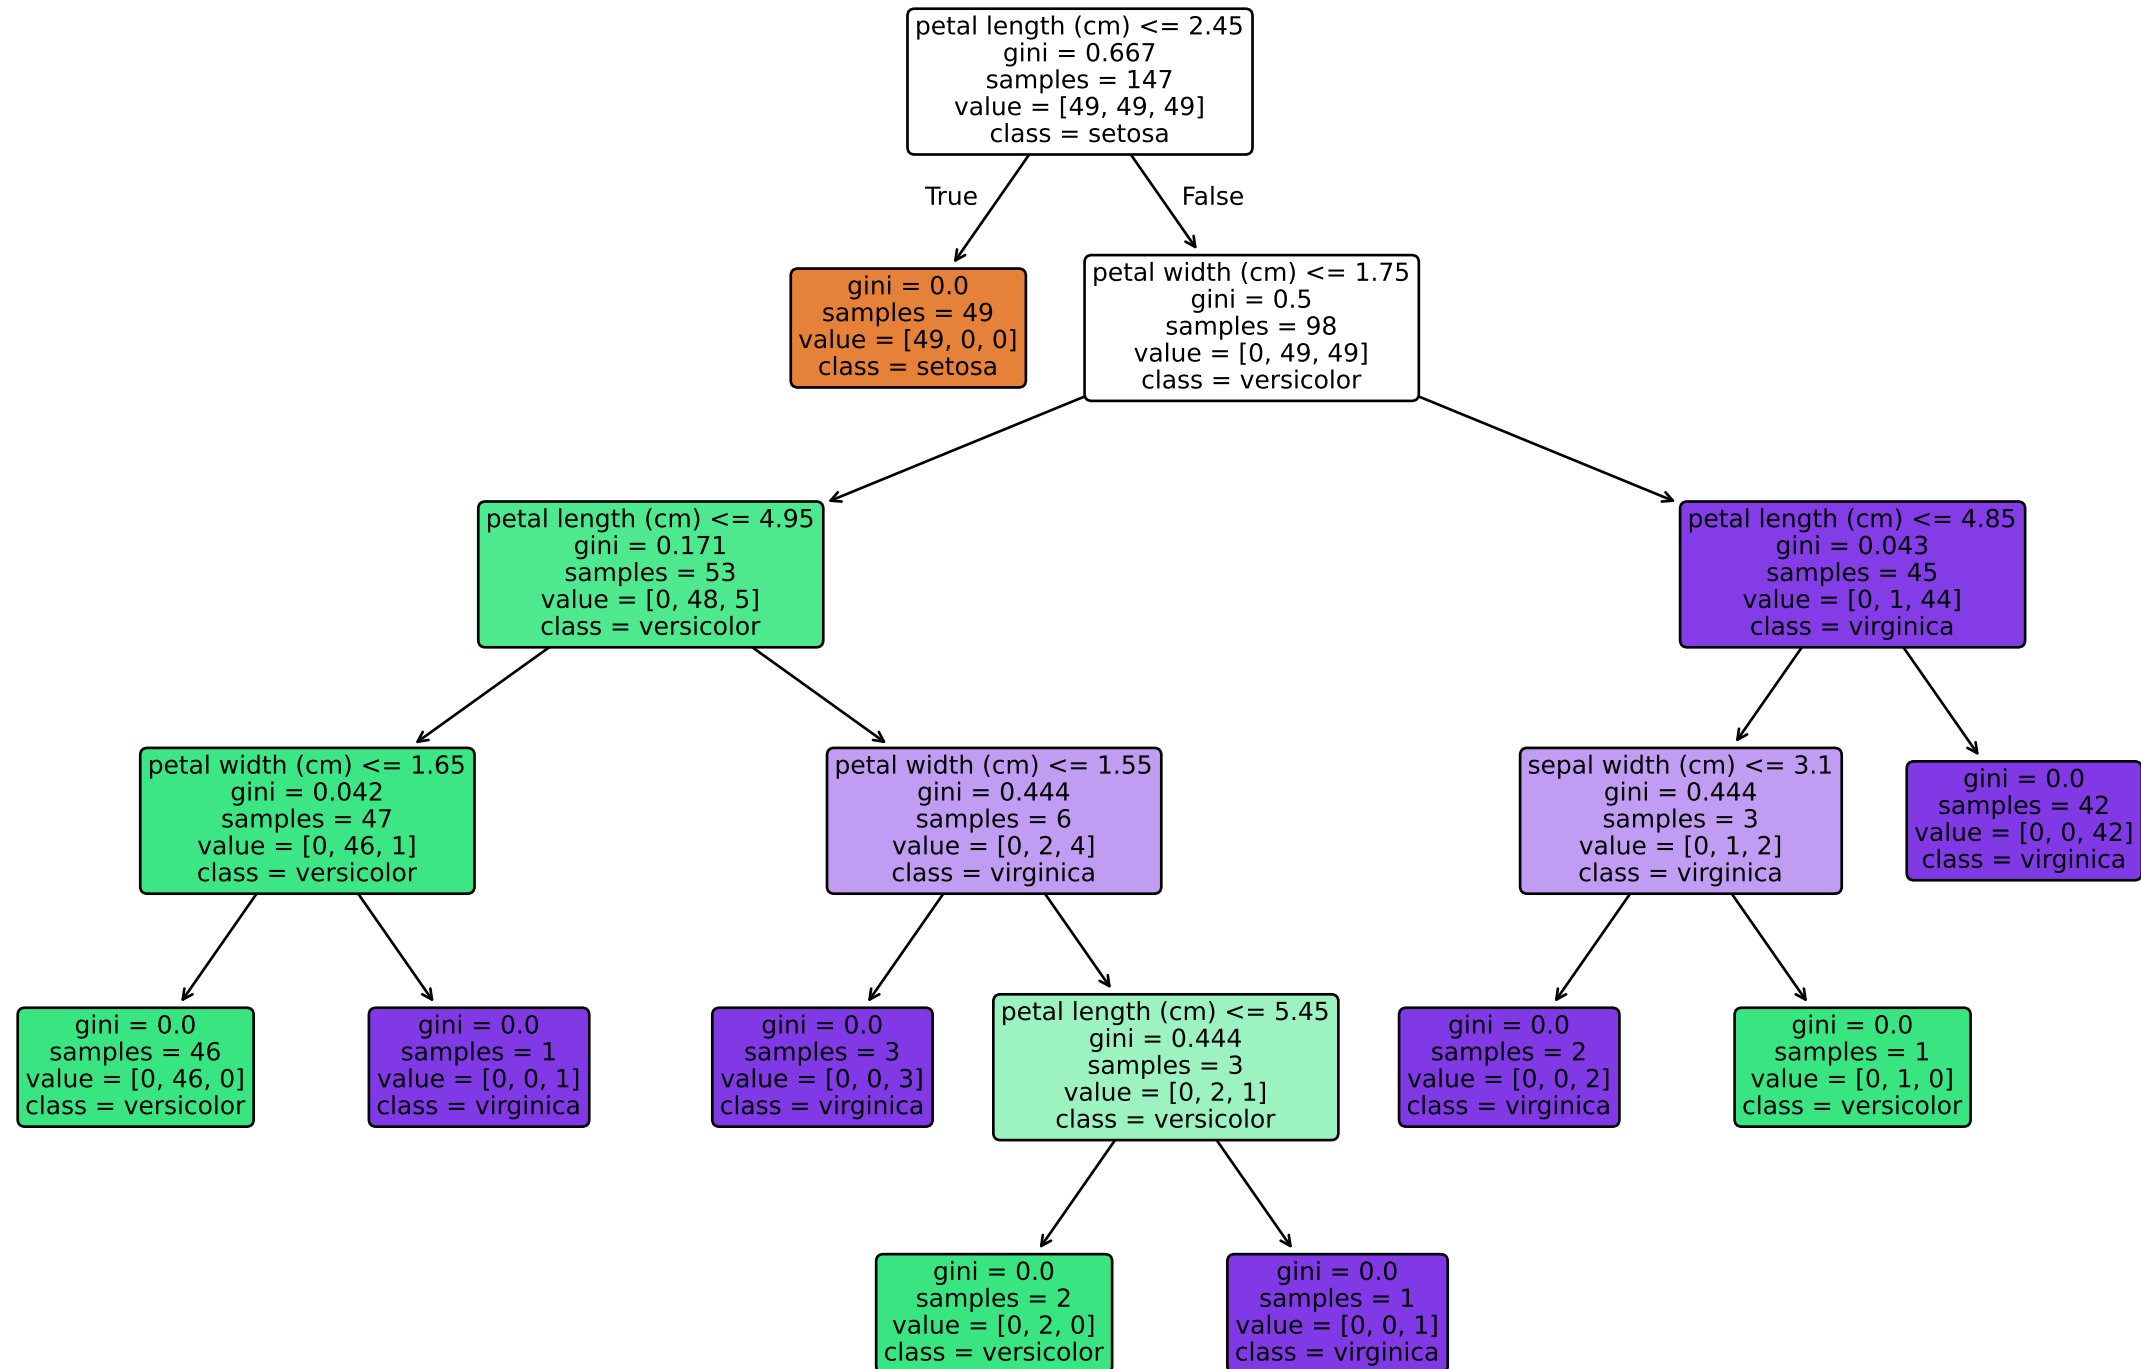 petal length (cm) <= 2.45
gini = 0.667
samples = 147
value = [49, 49, 49]
class = setosa
True
False
gini = 0.0
samples = 49
value = [49, 0, 0]
class = setosa
petal width (cm) <= 1.75
gini = 0.5
samples = 98
value = [0, 49, 49]
class = versicolor
petal length (cm) <= 4.95
gini = 0.171
samples = 53
value = [0, 48, 5]
class = versicolor
petal length (cm) <= 4.85
gini = 0.043
samples = 45
value = [0, 1, 44]
class = virginica
petal width (cm) <= 1.65
gini = 0.042
samples = 47
value = [0, 46, 1]
class = versicolor
petal width (cm) <= 1.55
gini = 0.444
samples = 6
value = [0, 2, 4]
class = virginica
sepal width (cm) <= 3.1
gini = 0.444
samples = 3
value = [0, 1, 2]
class = virginica
gini = 0.0
samples = 42
value = [0, 0, 42]
class = virginica
gini = 0.0
samples = 46
value = [0, 46, 0]
class = versicolor
gini = 0.0
samples = 1
value = [0, 0, 1]
class = virginica
gini = 0.0
samples = 3
value = [0, 0, 3]
class = virginica
petal length (cm) <= 5.45
gini = 0.444
samples = 3
value = [0, 2, 1]
class = versicolor
gini = 0.0
samples = 2
value = [0, 0, 2]
class = virginica
gini = 0.0
samples = 1
value = [0, 1, 0]
class = versicolor
gini = 0.0
samples = 2
value = [0, 2, 0]
class = versicolor
gini = 0.0
samples = 1
value = [0, 0, 1]
class = virginica